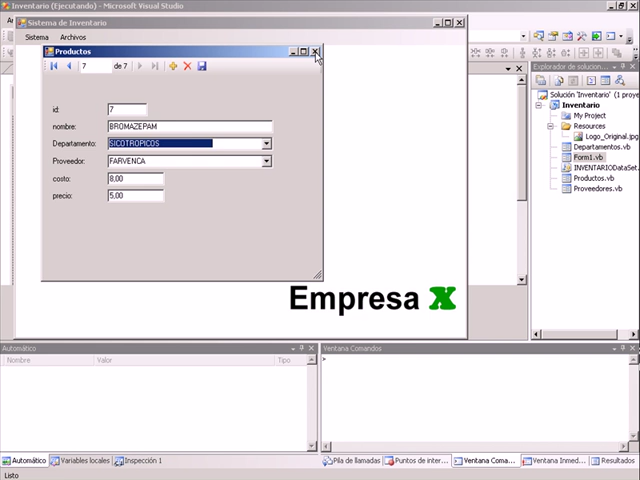 Inventario (Ejecutando) - Microsoft Visual Studio
Sistema de Inventario
Sistema Archivos
Productos
7 de 7
id: 7
nombre: BROMAZEPAM
Departamento: SICOTROPICOS
Proveedor: FARVENCA
costo: 8,00
precio: 5,00
Empresa X
Explorador de solucion...
Solución 'Inventario' (1 proye
Inventario
My Project
Resources
Logo_Original.jpg
Departamentos.vb
Form1.vb
INVENTARIODataSet.
Productos.vb
Proveedores.vb
Automático
Nombre Valor Tipo
Ventana Comandos
>
Automático Variables locales Inspección 1
Pila de llamadas Puntos de inter... Ventana Coma... Ventana Inmed... Resultados
Listo